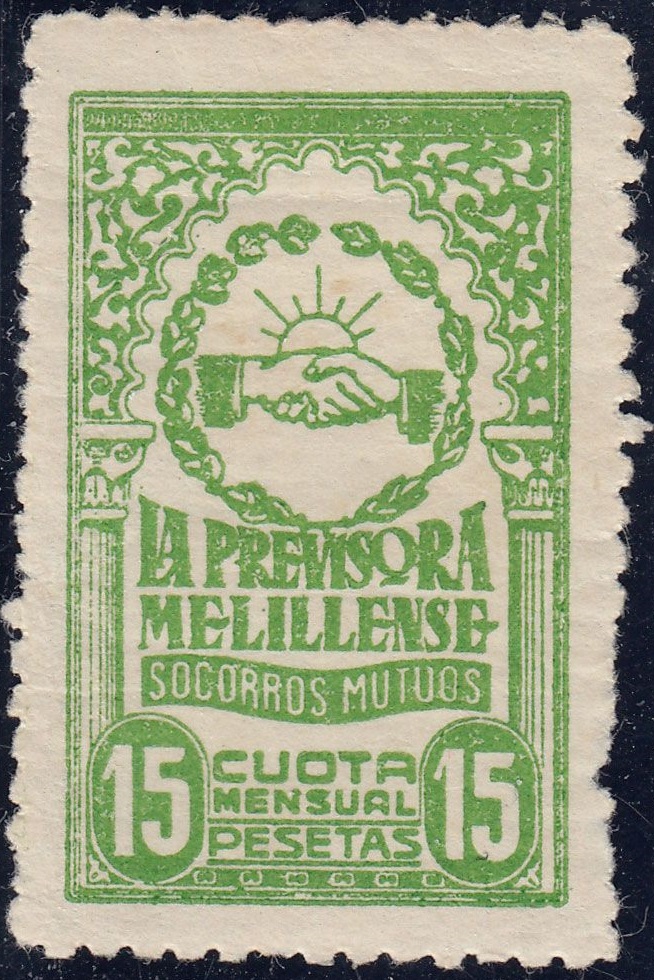 LA PREVISORA
MELILLENSE
SOCORROS MUTUOS
15 CUOTA 15
MENSUAL
PESETAS